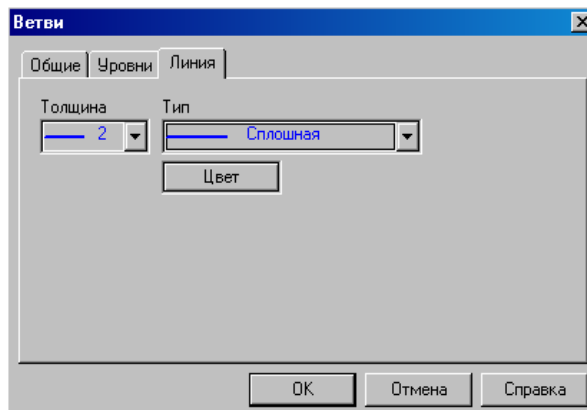 Ветви
Общие Уровни Линия
Толщина Тип
2 Сплошная
Цвет
OK Отмена Справка